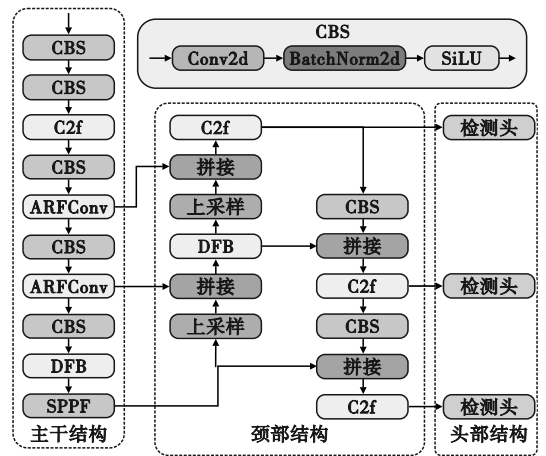 CBS
Conv2d
BatchNorm2d
SiLU
CBS
CBS
C2f
CBS
ARFConv
CBS
ARFConv
CBS
DFB
SPPF
主干结构
C2f
拼接
上采样
DFB
拼接
上采样
CBS
拼接
C2f
CBS
拼接
C2f
颈部结构
检测头
检测头
检测头
头部结构